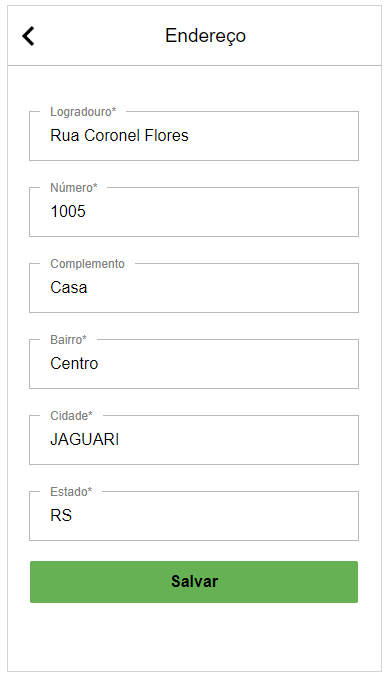 Endereço
Logradouro*
Rua Coronel Flores
Número*
1005
Complemento
Casa
Bairro*
Centro
Cidade*
JAGUARI
Estado*
RS
Salvar